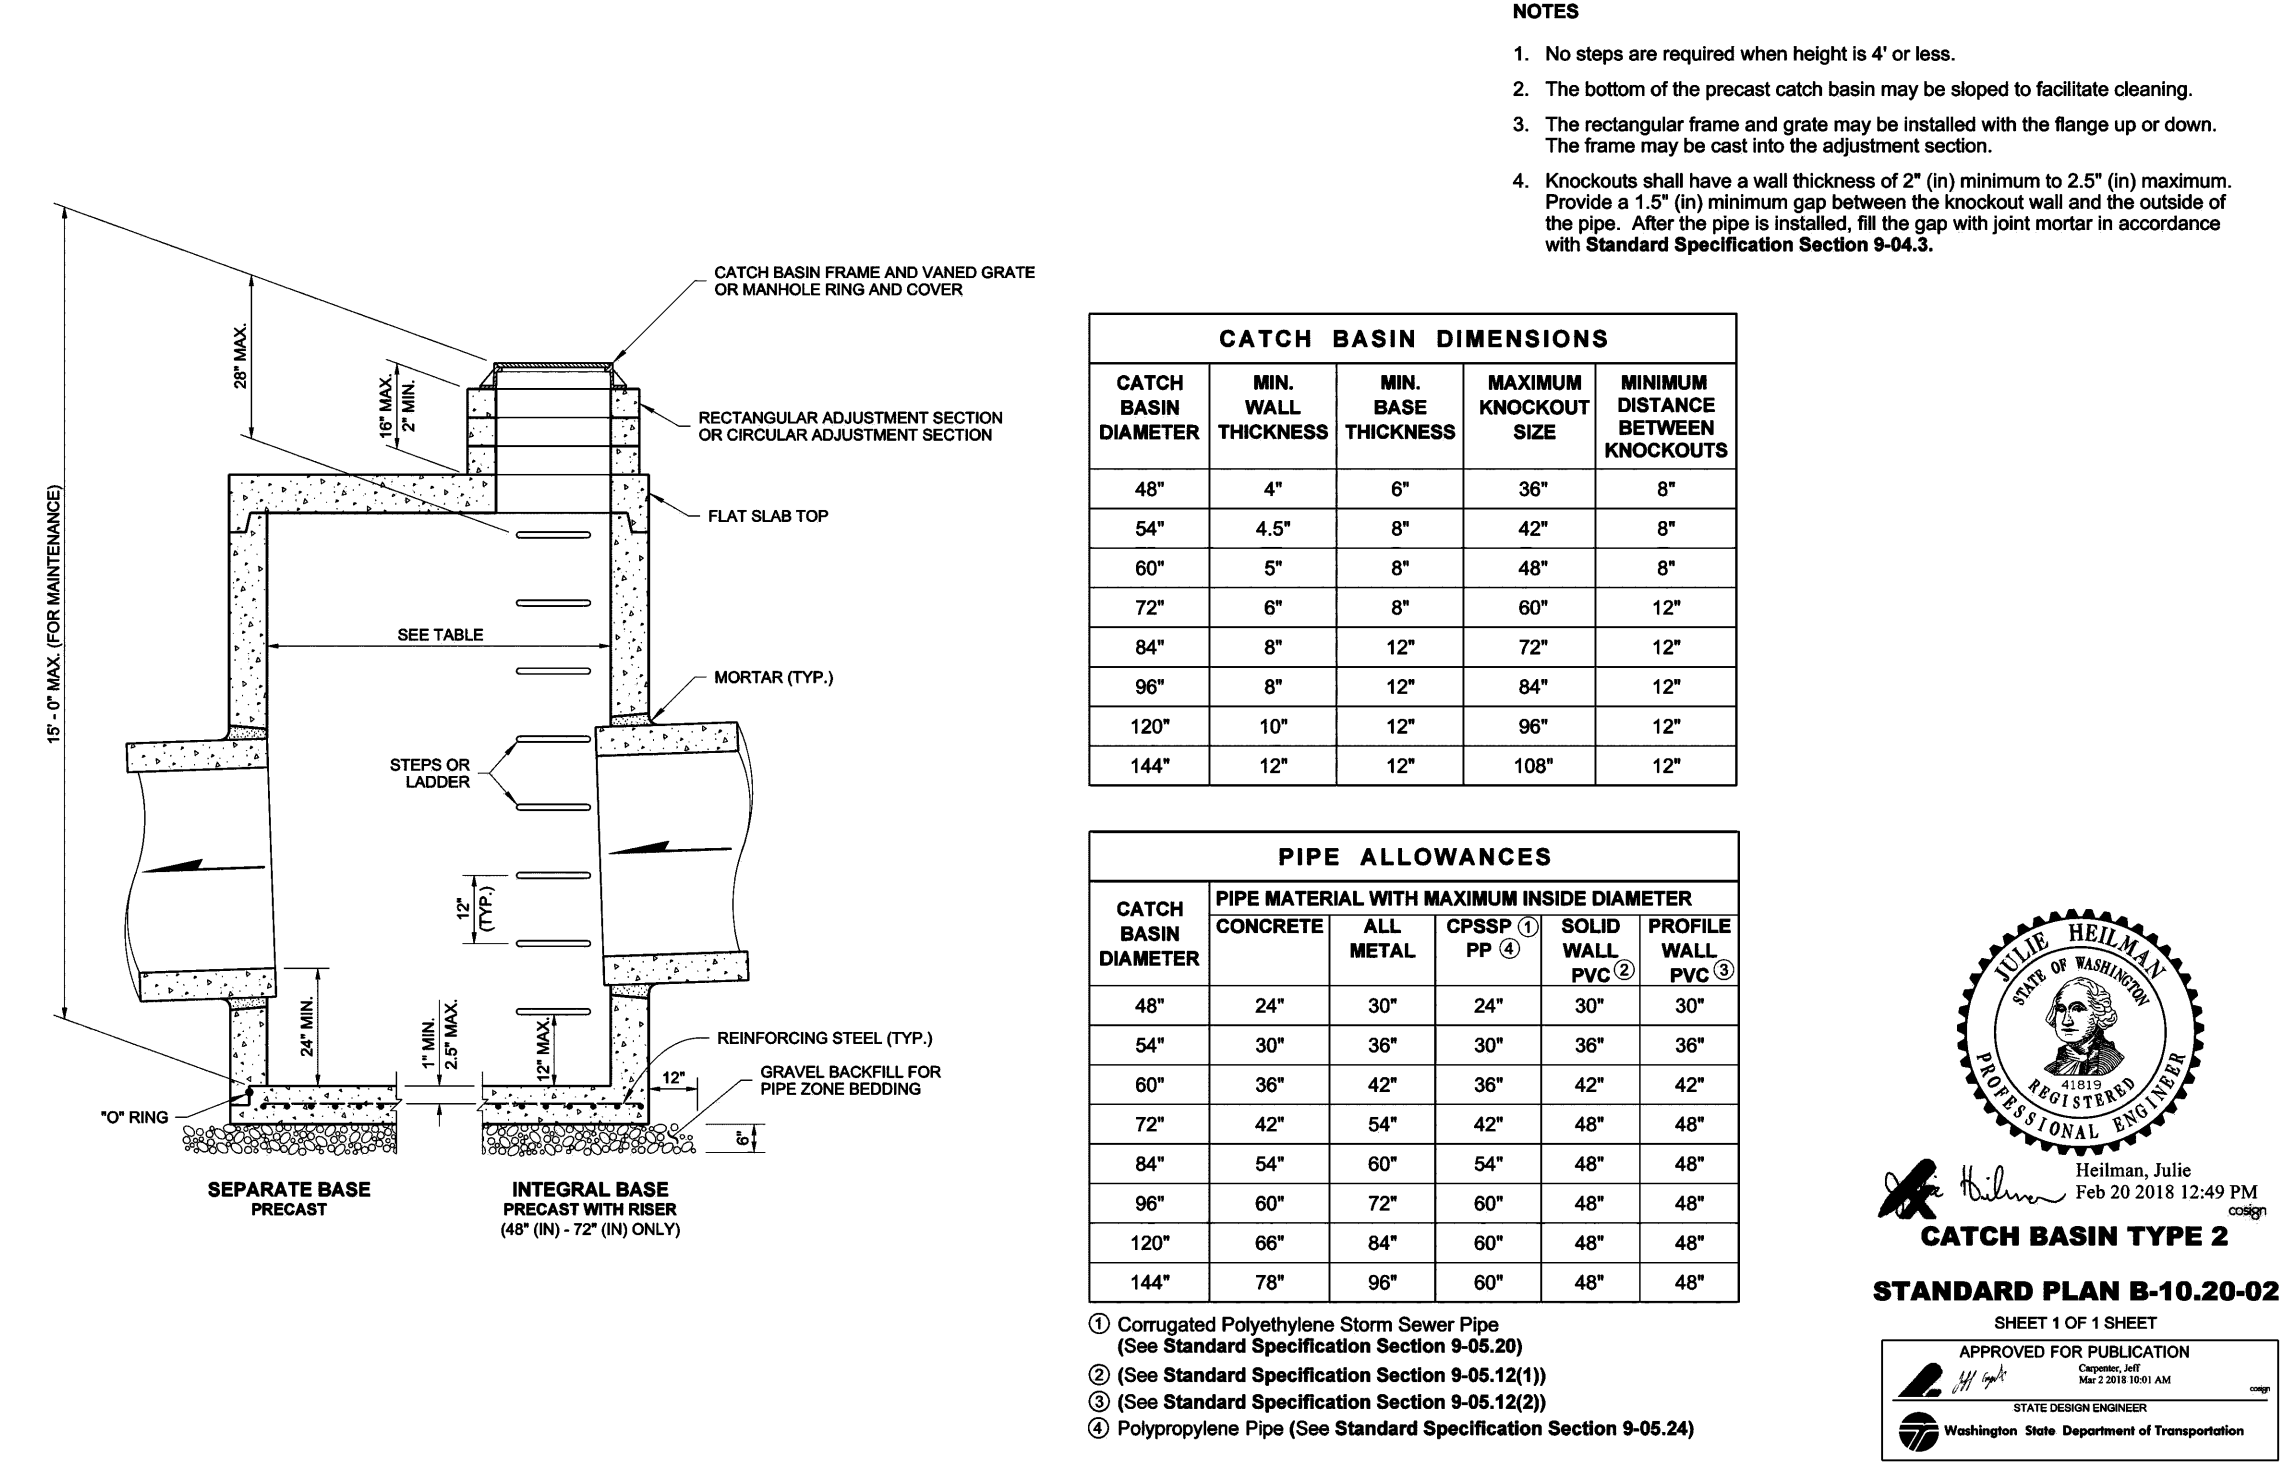 NOTES
1. No steps are required when height is 4' or less.
2. The bottom of the precast catch basin may be sloped to facilitate cleaning.
3. The rectangular frame and grate may be installed with the flange up or down.
The frame may be cast into the adjustment section.
4. Knockouts shall have a wall thickness of 2" (in) minimum to 2.5" (in) maximum.
Provide a 1.5" (in) minimum gap between the knockout wall and the outside of
the pipe. After the pipe is installed, fill the gap with joint mortar in accordance
with Standard Specification Section 9-04.3.
15' - 0" MAX. (FOR MAINTENANCE)
28" MAX.
16" MAX.
2" MIN.
CATCH BASIN FRAME AND VANED GRATE
OR MANHOLE RING AND COVER
RECTANGULAR ADJUSTMENT SECTION
OR CIRCULAR ADJUSTMENT SECTION
FLAT SLAB TOP
SEE TABLE
MORTAR (TYP.)
STEPS OR
LADDER
12"
(TYP.)
24" MIN.
1" MIN.
2.5" MAX.
12" MAX.
REINFORCING STEEL (TYP.)
12"
GRAVEL BACKFILL FOR
PIPE ZONE BEDDING
"O" RING
6"
SEPARATE BASE
PRECAST
INTEGRAL BASE
PRECAST WITH RISER
(48" (IN) - 72" (IN) ONLY)
CATCH BASIN DIMENSIONS
CATCH BASIN DIAMETER MIN. WALL THICKNESS MIN. BASE THICKNESS MAXIMUM KNOCKOUT SIZE MINIMUM DISTANCE BETWEEN KNOCKOUTS
48" 4" 6" 36" 8"
54" 4.5" 8" 42" 8"
60" 5" 8" 48" 8"
72" 6" 8" 60" 12"
84" 8" 12" 72" 12"
96" 8" 12" 84" 12"
120" 10" 12" 96" 12"
144" 12" 12" 108" 12"
PIPE ALLOWANCES
CATCH BASIN DIAMETER PIPE MATERIAL WITH MAXIMUM INSIDE DIAMETER
CONCRETE ALL METAL CPSSP ① PP ④ SOLID WALL PVC ② PROFILE WALL PVC ③
48" 24" 30" 24" 30" 30"
54" 30" 36" 30" 36" 36"
60" 36" 42" 36" 42" 42"
72" 42" 54" 42" 48" 48"
84" 54" 60" 54" 48" 48"
96" 60" 72" 60" 48" 48"
120" 66" 84" 60" 48" 48"
144" 78" 96" 60" 48" 48"
① Corrugated Polyethylene Storm Sewer Pipe
(See Standard Specification Section 9-05.20)
② (See Standard Specification Section 9-05.12(1))
③ (See Standard Specification Section 9-05.12(2))
④ Polypropylene Pipe (See Standard Specification Section 9-05.24)
JULIE HEILMAN
STATE OF WASHINGTON
41819
REGISTERED
PROFESSIONAL ENGINEER
Heilman, Julie
Feb 20 2018 12:49 PM
cosign
CATCH BASIN TYPE 2
STANDARD PLAN B-10.20-02
SHEET 1 OF 1 SHEET
APPROVED FOR PUBLICATION
Carpenter, Jeff
Mar 2 2018 10:01 AM
cosign
STATE DESIGN ENGINEER
Washington State Department of Transportation